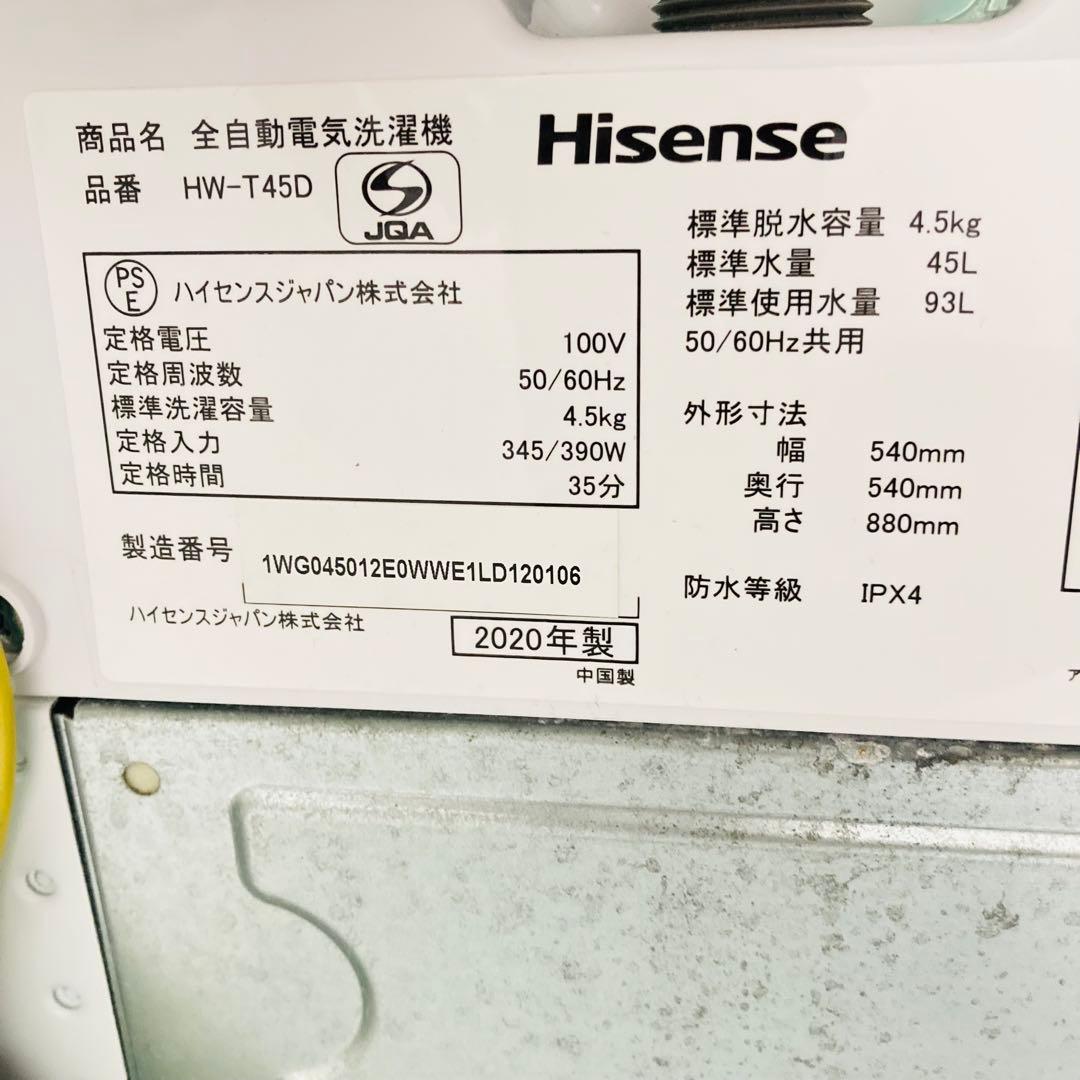 商品名 全自動電気洗濯機
品番 HW-T45D
JQA
Hisense
PS
E
ハイセンスジャパン株式会社
定格電圧 100V
定格周波数 50/60Hz
標準洗濯容量 4.5kg
定格入力 345/390W
定格時間 35分
製造番号 1WG045012E0WWE1LD120106
ハイセンスジャパン株式会社
2020年製
中国製
標準脱水容量 4.5kg
標準水量 45L
標準使用水量 93L
50/60Hz共用
外形寸法
幅 540mm
奥行 540mm
高さ 880mm
防水等級 IPX4
ア